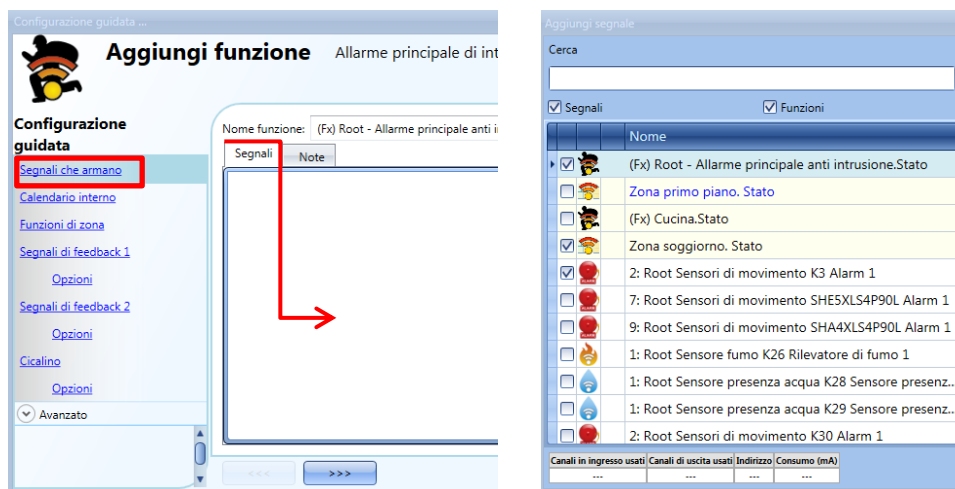 Configurazione guidata ...
Aggiungi funzione Allarme principale di int
Configurazione
guidata
Segnali che armano
Calendario interno
Funzioni di zona
Segnali di feedback 1
Opzioni
Segnali di feedback 2
Opzioni
Cicalino
Opzioni
Avanzato
Nome funzione: (Fx) Root - Allarme principale anti i
Segnali Note
<<< >>>
Aggiungi segnale
Cerca
Segnali Funzioni
Nome
(Fx) Root - Allarme principale anti intrusione.Stato
Zona primo piano. Stato
(Fx) Cucina.Stato
Zona soggiorno. Stato
2: Root Sensori di movimento K3 Alarm 1
7: Root Sensori di movimento SHE5XLS4P90L Alarm 1
9: Root Sensori di movimento SHA4XLS4P90L Alarm 1
1: Root Sensore fumo K26 Rilevatore di fumo 1
1: Root Sensore presenza acqua K28 Sensore presenz...
1: Root Sensore presenza acqua K29 Sensore presenz...
2: Root Sensori di movimento K30 Alarm 1
Canali in ingresso usati Canali di uscita usati Indirizzo Consumo (mA)
--- --- --- ---